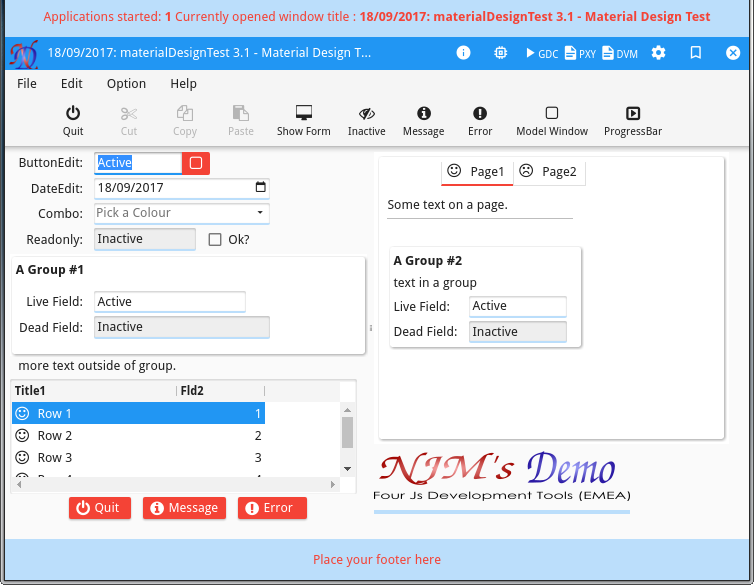 Applications started: 1 Currently opened window title : 18/09/2017: materialDesignTest 3.1 - Material Design Test
18/09/2017: materialDesignTest 3.1 - Material Design T... GDC PXY DVM
File Edit Option Help
Quit Cut Copy Paste Show Form Inactive Message Error Model Window ProgressBar
ButtonEdit: Active
DateEdit: 18/09/2017
Combo: Pick a Colour
Readonly: Inactive Ok?
A Group #1
Live Field: Active
Dead Field: Inactive
more text outside of group.
Title1 Fld2
Row 1 1
Row 2 2
Row 3 3
Quit Message Error
Page1 Page2
Some text on a page.
A Group #2
text in a group
Live Field: Active
Dead Field: Inactive
NJM's Demo
Four Js Development Tools (EMEA)
Place your footer here